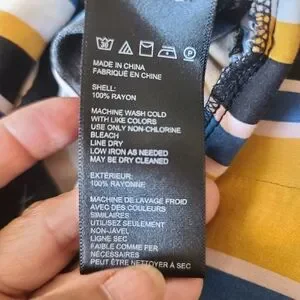 30
P
MADE IN CHINA
FABRIQUE EN CHINE
SHELL:
100% RAYON
MACHINE WASH COLD
WITH LIKE COLORS
USE ONLY NON-CHLORINE
BLEACH
LINE DRY
LOW IRON AS NEEDED
MAY BE DRY CLEANED
EXTÉRIEUR:
100% RAYONNE
MACHINE DE LAVAGE FROID
AVEC DES COULEURS
SIMILAIRES
UTILISEZ SEULEMENT
NON-JAVEL
LIGNE SEC
FAIBLE COMME FER
NÉCESSAIRES
PEUT ÊTRE NETTOYER À SEC